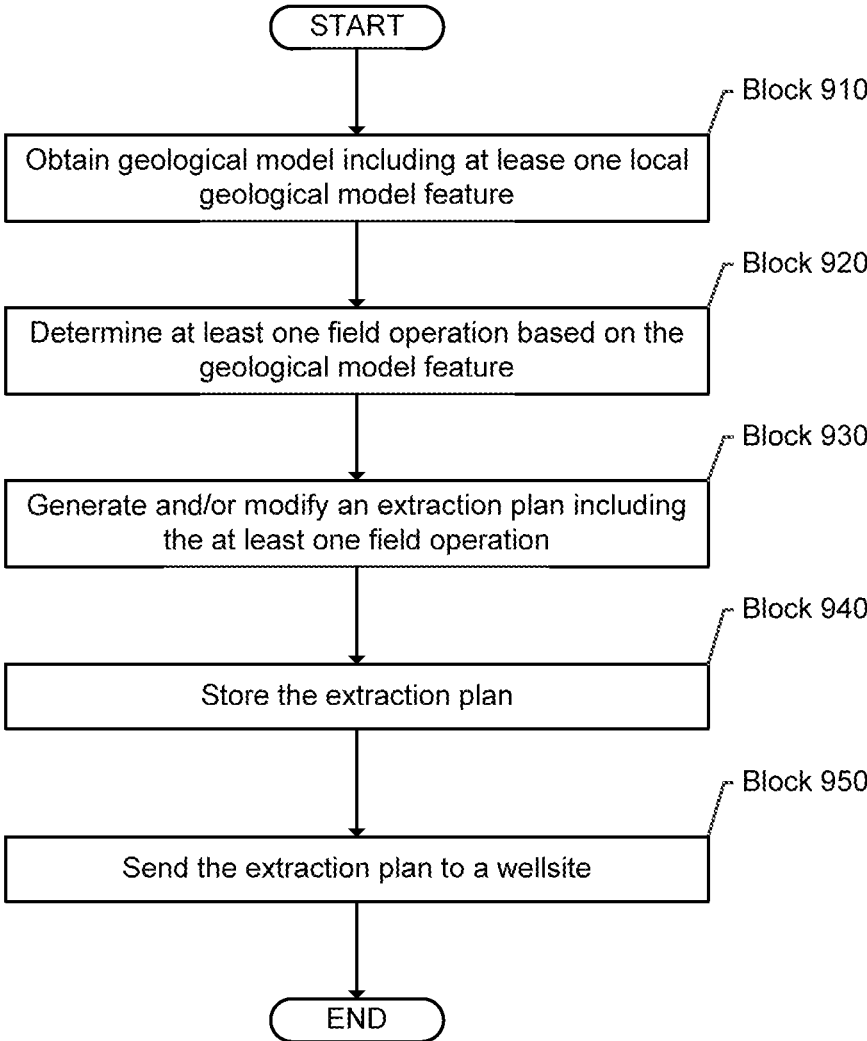 START
Block 910
Obtain geological model including at lease one local
geological model feature
Block 920
Determine at least one field operation based on the
geological model feature
Block 930
Generate and/or modify an extraction plan including
the at least one field operation
Block 940
Store the extraction plan
Block 950
Send the extraction plan to a wellsite
END